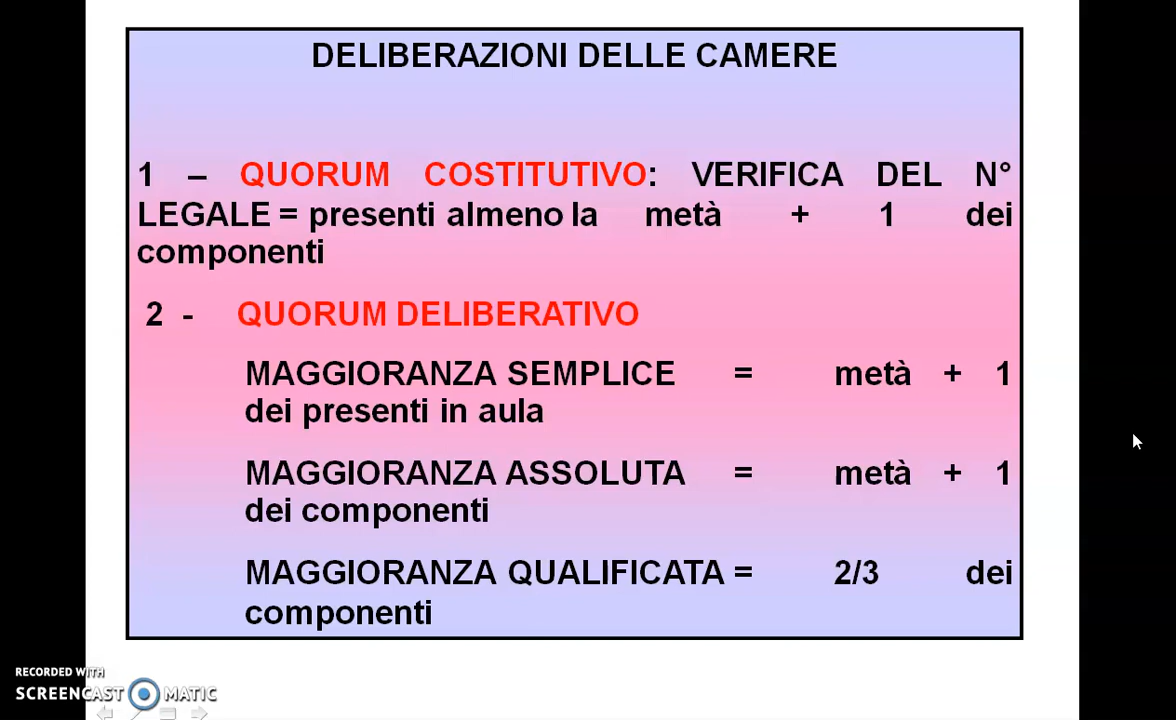 DELIBERAZIONI DELLE CAMERE
1 – QUORUM COSTITUTIVO: VERIFICA DEL N°
LEGALE = presenti almeno la metà + 1 dei
componenti
2 - QUORUM DELIBERATIVO
MAGGIORANZA SEMPLICE = metà + 1
dei presenti in aula
MAGGIORANZA ASSOLUTA = metà + 1
dei componenti
MAGGIORANZA QUALIFICATA = 2/3 dei
componenti
RECORDED WITH
SCREENCAST MATIC